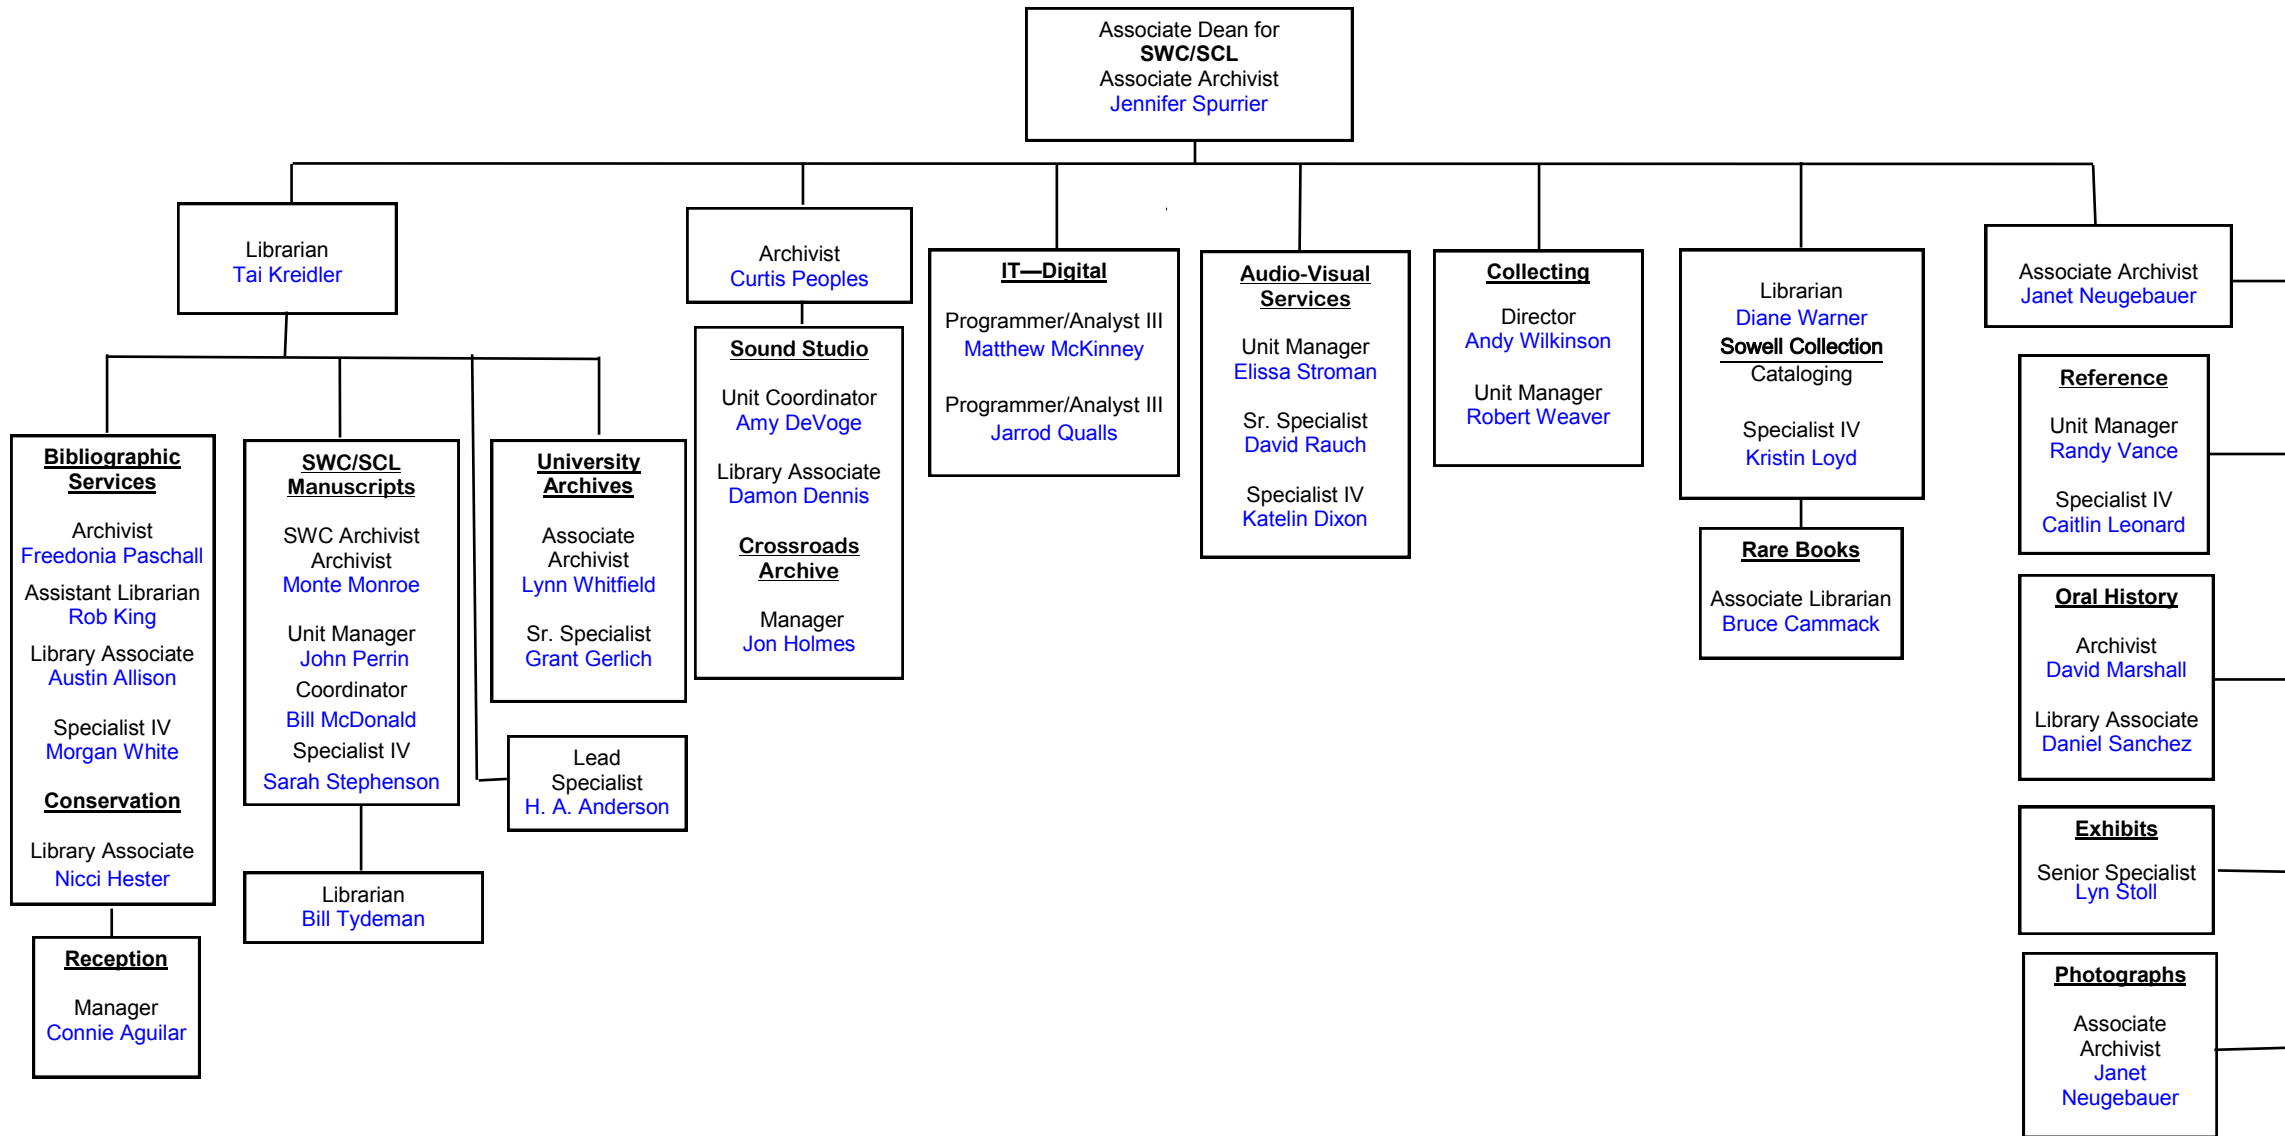 Associate Dean for
SWC/SCL
Associate Archivist
Jennifer Spurrier
Librarian
Tai Kreidler
Archivist
Curtis Peoples
IT—Digital
Programmer/Analyst III
Matthew McKinney
Programmer/Analyst III
Jarrod Qualls
Audio-Visual
Services
Unit Manager
Elissa Stroman
Sr. Specialist
David Rauch
Specialist IV
Katelin Dixon
Collecting
Director
Andy Wilkinson
Unit Manager
Robert Weaver
Librarian
Diane Warner
Sowell Collection
Cataloging
Specialist IV
Kristin Loyd
Associate Archivist
Janet Neugebauer
Bibliographic
Services
Archivist
Freedonia Paschall
Assistant Librarian
Rob King
Library Associate
Austin Allison
Specialist IV
Morgan White
Conservation
Library Associate
Nicci Hester
SWC/SCL
Manuscripts
SWC Archivist
Archivist
Monte Monroe
Unit Manager
John Perrin
Coordinator
Bill McDonald
Specialist IV
Sarah Stephenson
University
Archives
Associate
Archivist
Lynn Whitfield
Sr. Specialist
Grant Gerlich
Sound Studio
Unit Coordinator
Amy DeVoge
Library Associate
Damon Dennis
Crossroads
Archive
Manager
Jon Holmes
Rare Books
Associate Librarian
Bruce Cammack
Reference
Unit Manager
Randy Vance
Specialist IV
Caitlin Leonard
Oral History
Archivist
David Marshall
Library Associate
Daniel Sanchez
Lead
Specialist
H. A. Anderson
Librarian
Bill Tydeman
Exhibits
Senior Specialist
Lyn Stoll
Reception
Manager
Connie Aguilar
Photographs
Associate
Archivist
Janet
Neugebauer